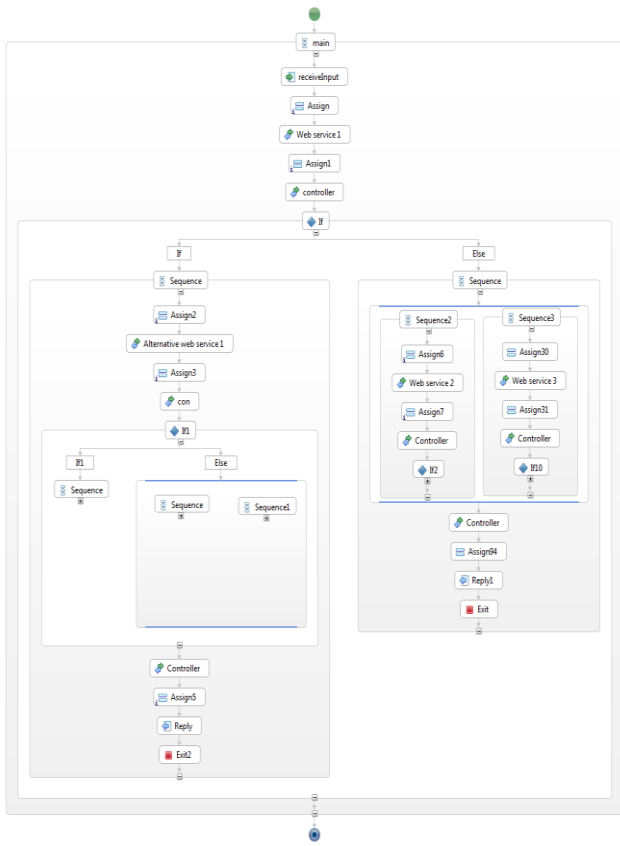 main
receiveInput
Assign
Web service 1
Assign1
controller
If
If
Else
Sequence
Assign2
Alternative web service 1
Assign3
con
If1
If1
Else
Sequence
Sequence
Sequence1
Controller
Assign5
Reply
Exit2
Sequence
Sequence2
Assign6
Web service 2
Assign7
Controller
If2
Sequence3
Assign30
Web service 3
Assign31
Controller
If10
Controller
Assign94
Reply1
Exit